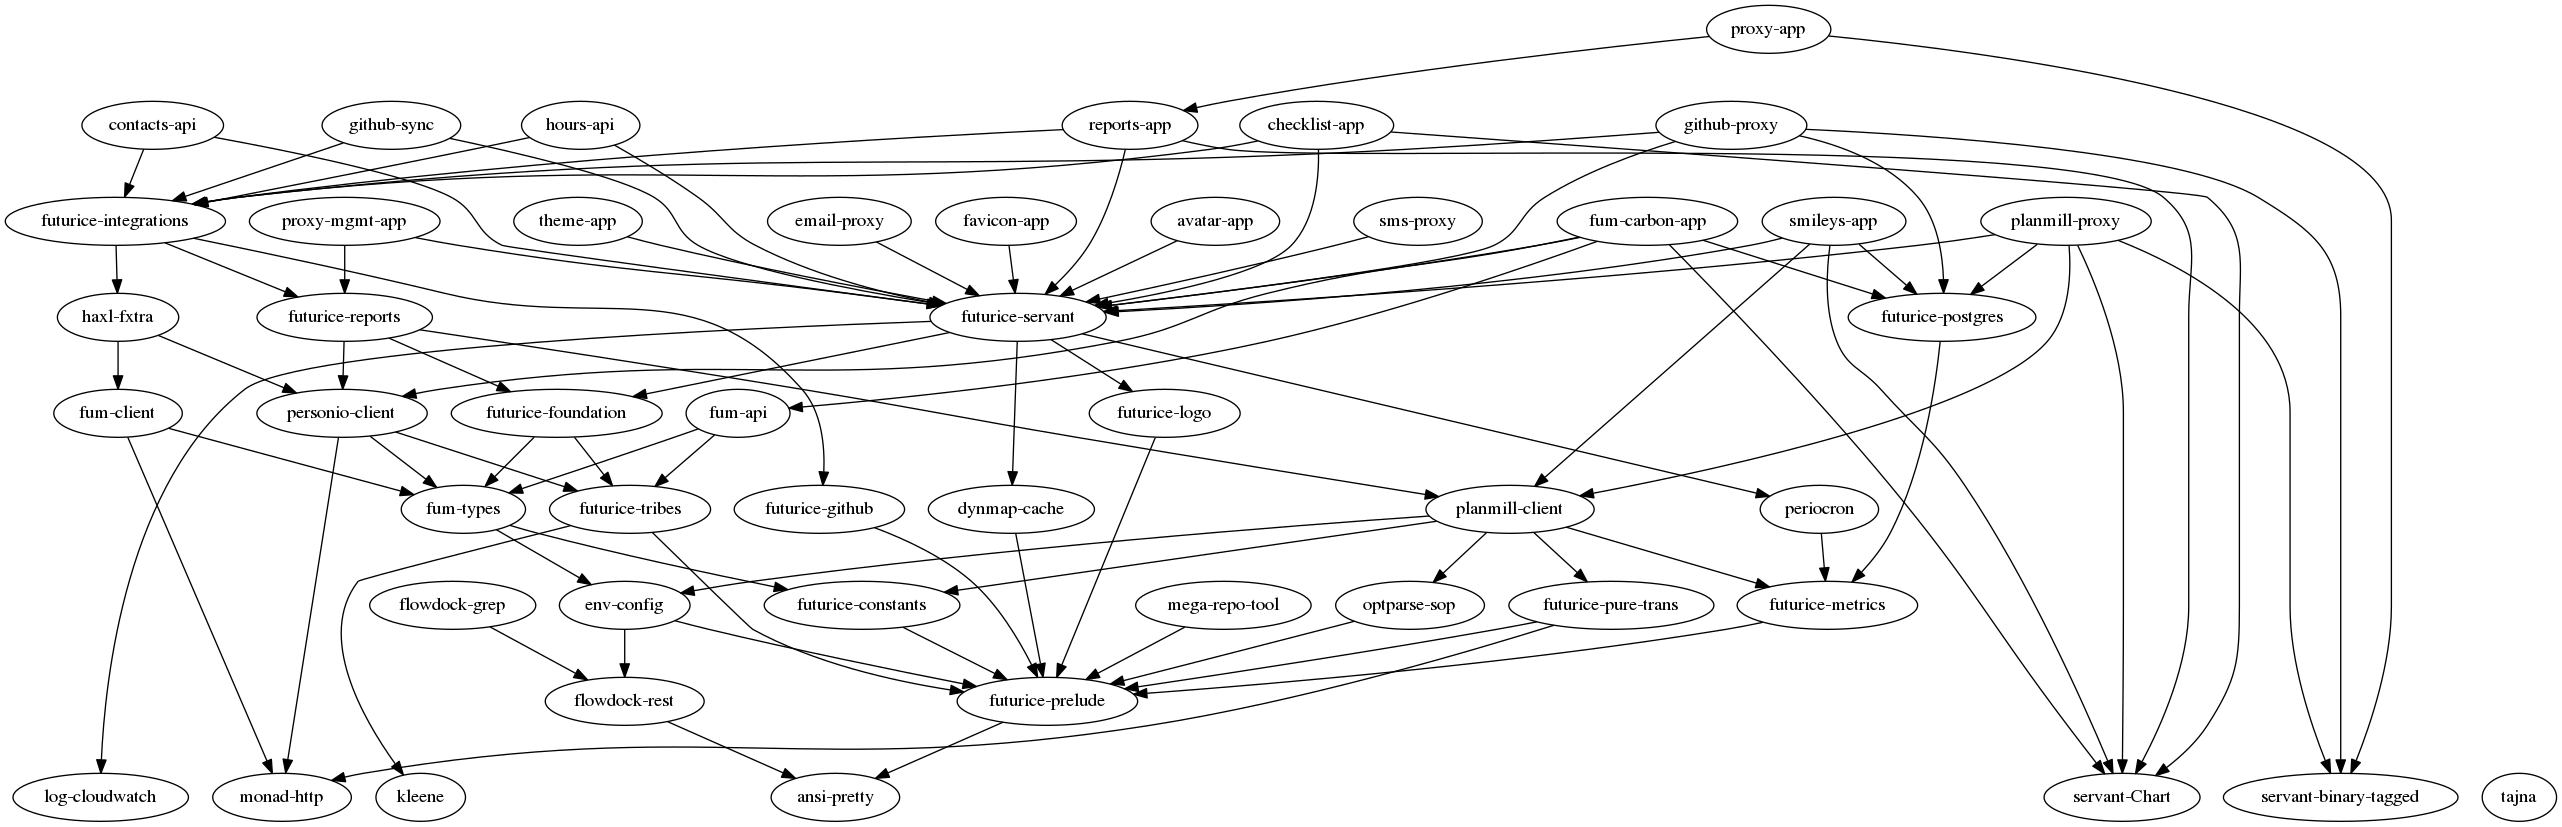 proxy-app
contacts-api
github-sync
hours-api
reports-app
checklist-app
github-proxy
futurice-integrations
proxy-mgmt-app
theme-app
email-proxy
favicon-app
avatar-app
sms-proxy
fum-carbon-app
smileys-app
planmill-proxy
haxl-fxtra
futurice-reports
futurice-servant
futurice-postgres
fum-client
personio-client
futurice-foundation
fum-api
futurice-logo
fum-types
futurice-tribes
futurice-github
dynmap-cache
planmill-client
periocron
flowdock-grep
env-config
futurice-constants
mega-repo-tool
optparse-sop
futurice-pure-trans
futurice-metrics
flowdock-rest
futurice-prelude
log-cloudwatch
monad-http
kleene
ansi-pretty
servant-Chart
servant-binary-tagged
tajna